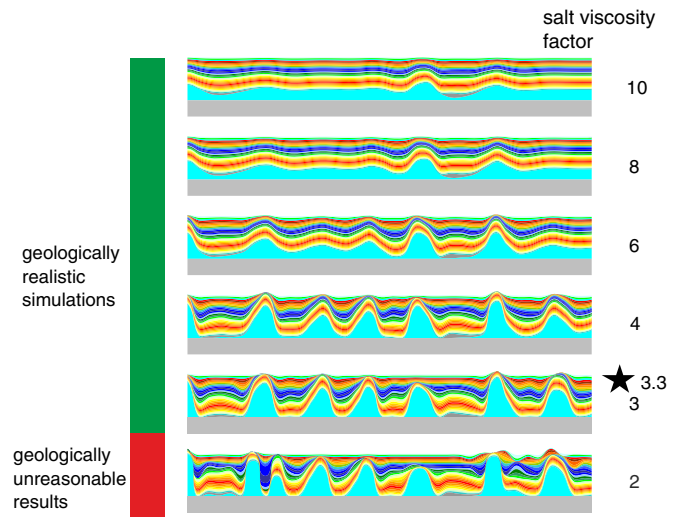 salt viscosity
factor
10
8
6
geologically
realistic
simulations
4
3.3
3
geologically
unreasonable
results
2